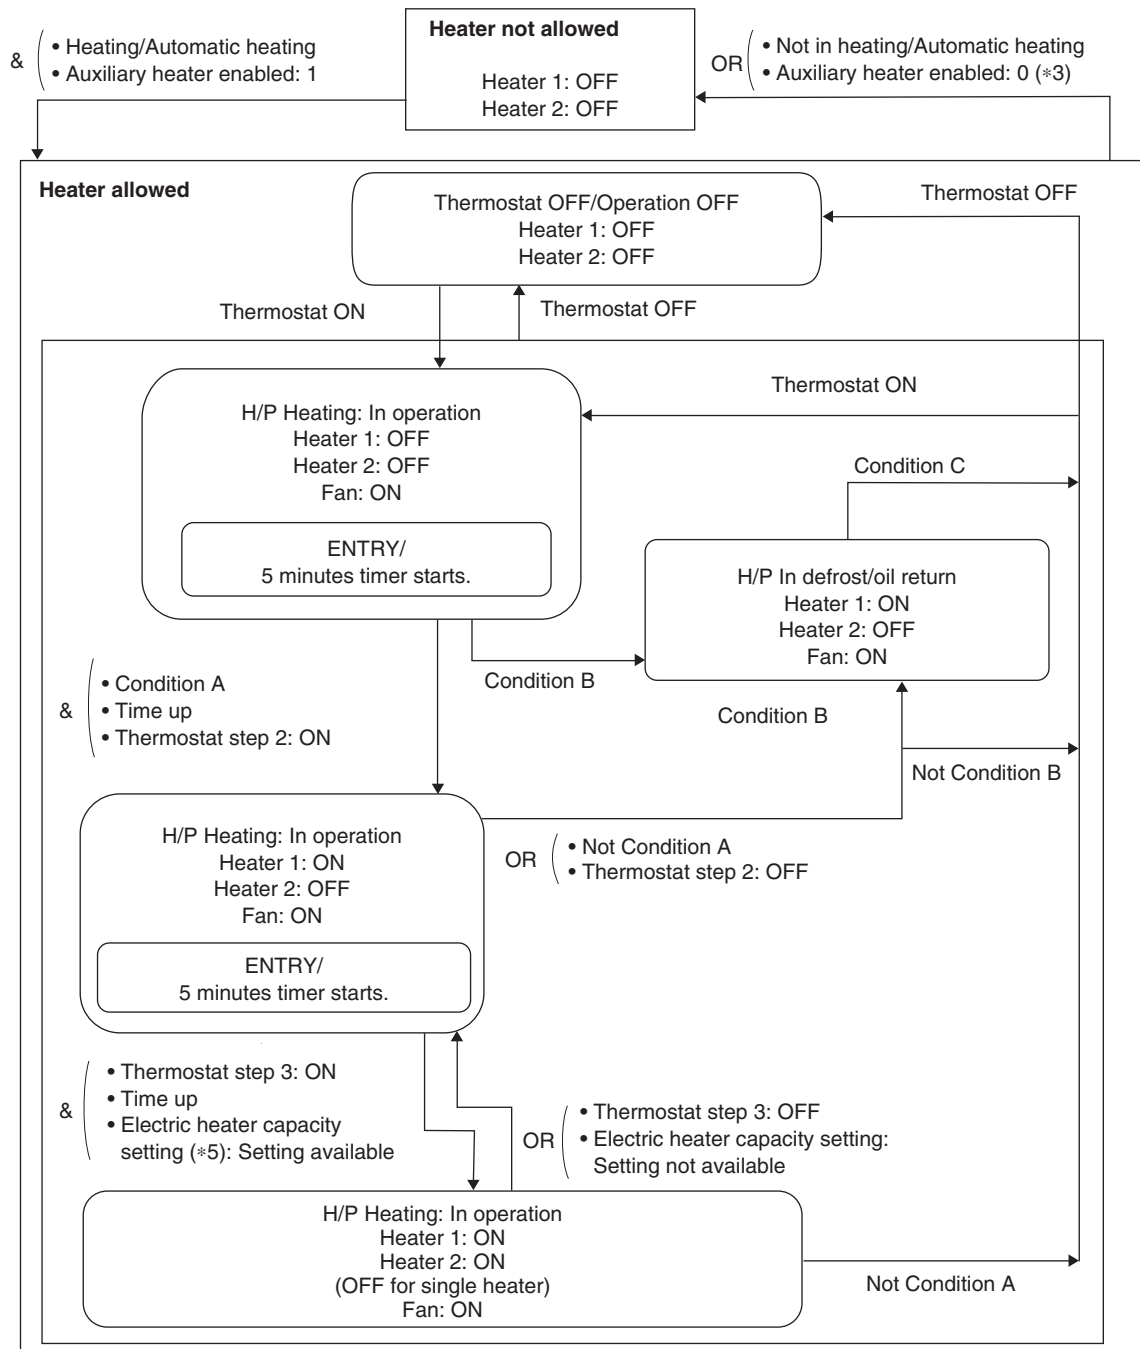 Heater not allowed
Heater 1: OFF
Heater 2: OFF
&
• Heating/Automatic heating
• Auxiliary heater enabled: 1
OR
• Not in heating/Automatic heating
• Auxiliary heater enabled: 0 (*3)
Heater allowed
Thermostat OFF/Operation OFF
Heater 1: OFF
Heater 2: OFF
Thermostat OFF
Thermostat ON
Thermostat OFF
H/P Heating: In operation
Heater 1: OFF
Heater 2: OFF
Fan: ON
ENTRY/
5 minutes timer starts.
Thermostat ON
Condition C
H/P In defrost/oil return
Heater 1: ON
Heater 2: OFF
Fan: ON
&
• Condition A
• Time up
• Thermostat step 2: ON
Condition B
Condition B
Not Condition B
H/P Heating: In operation
Heater 1: ON
Heater 2: OFF
Fan: ON
ENTRY/
5 minutes timer starts.
OR
• Not Condition A
• Thermostat step 2: OFF
&
• Thermostat step 3: ON
• Time up
• Electric heater capacity
setting (*5): Setting available
OR
• Thermostat step 3: OFF
• Electric heater capacity setting:
Setting not available
H/P Heating: In operation
Heater 1: ON
Heater 2: ON
(OFF for single heater)
Fan: ON
Not Condition A